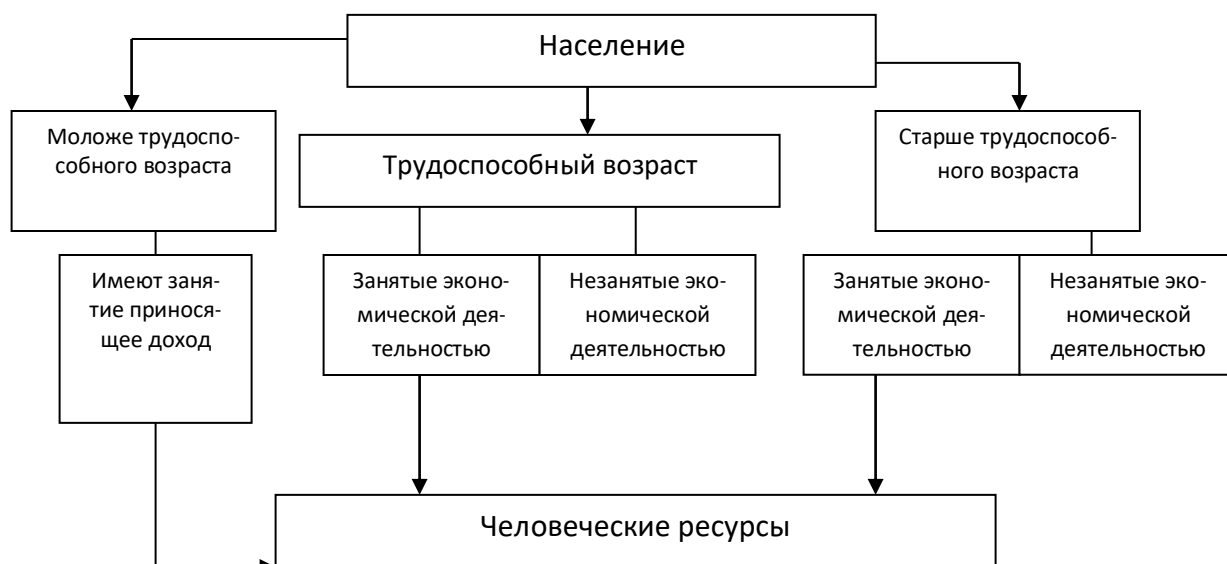 Население
Моложе трудоспо-
собного возраста
Трудоспособный возраст
Старше трудоспособ-
ного возраста
Имеют заня-
тие принося-
щее доход
Занятые эконо-
мической дея-
тельностью
Незанятые эко-
номической
деятельностью
Занятые эконо-
мической дея-
тельностью
Незанятые эко-
номической
деятельностью
Человеческие ресурсы